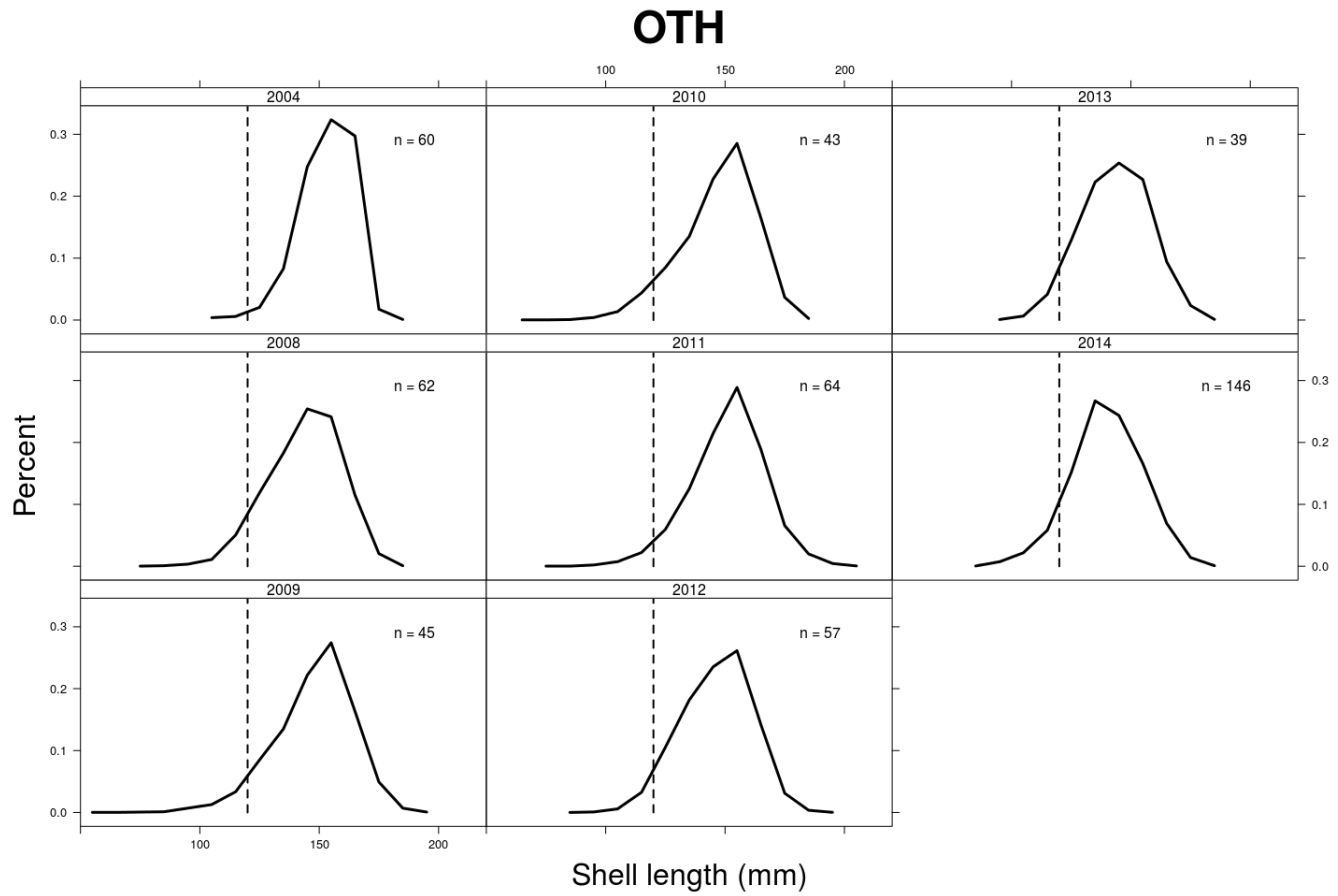 OTH
100 150 200
2004 2010 2013
0.3 n = 60 n = 43 n = 39
0.2
0.1
0.0
2008 2011 2014
n = 62 n = 64 n = 146 0.3
0.2
0.1
0.0
Percent
2009 2012
0.3 n = 45 n = 57
0.2
0.1
0.0
100 150 200
Shell length (mm)